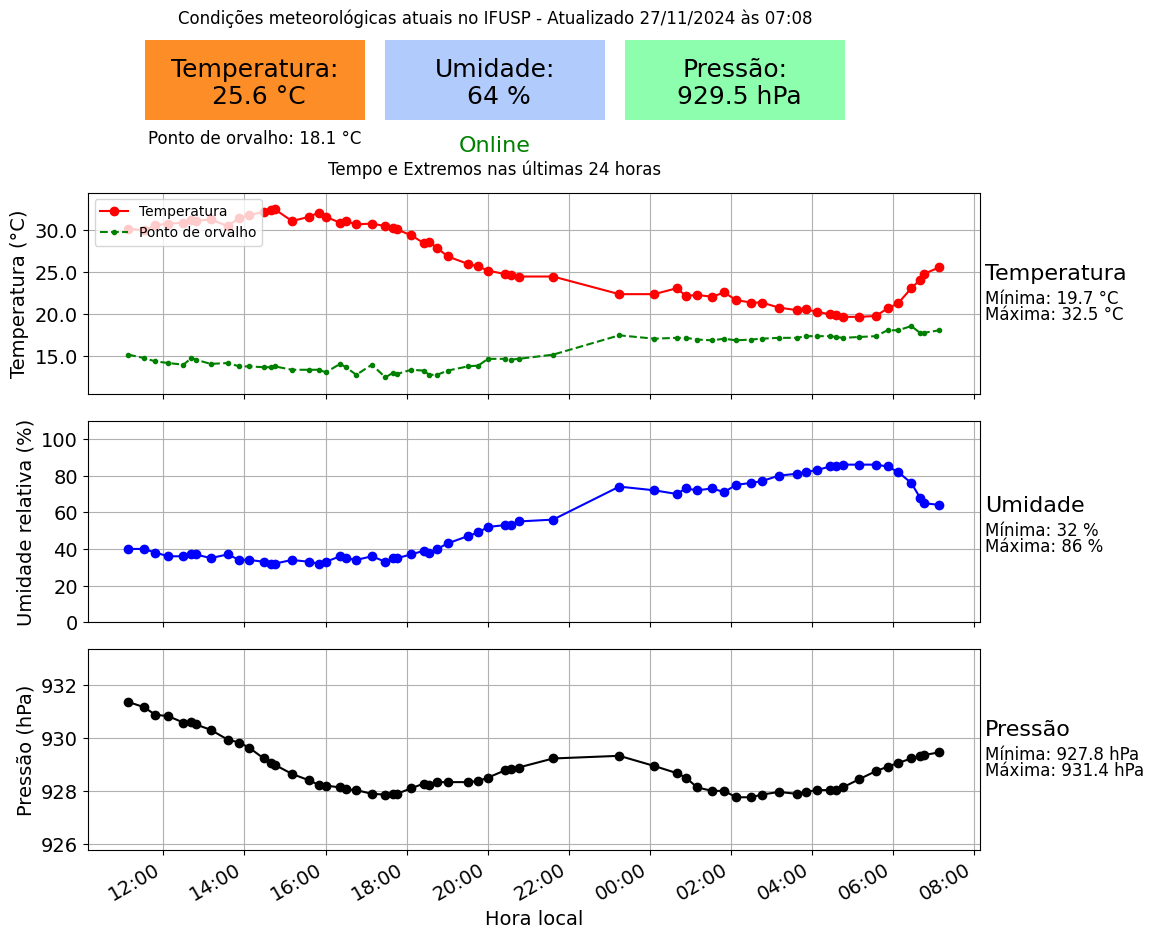 Condições meteorológicas atuais no IFUSP - Atualizado 27/11/2024 às 07:08
Temperatura:
25.6 °C
Umidade:
64 %
Pressão:
929.5 hPa
Ponto de orvalho: 18.1 °C
Online
Tempo e Extremos nas últimas 24 horas
Temperatura (°C)
30.0
25.0
20.0
15.0
Temperatura
Ponto de orvalho
Temperatura
Mínima: 19.7 °C
Máxima: 32.5 °C
Umidade relativa (%)
100
80
60
40
20
0
Umidade
Mínima: 32 %
Máxima: 86 %
Pressão (hPa)
932
930
928
926
Pressão
Mínima: 927.8 hPa
Máxima: 931.4 hPa
12:00 14:00 16:00 18:00 20:00 22:00 00:00 02:00 04:00 06:00 08:00
Hora local